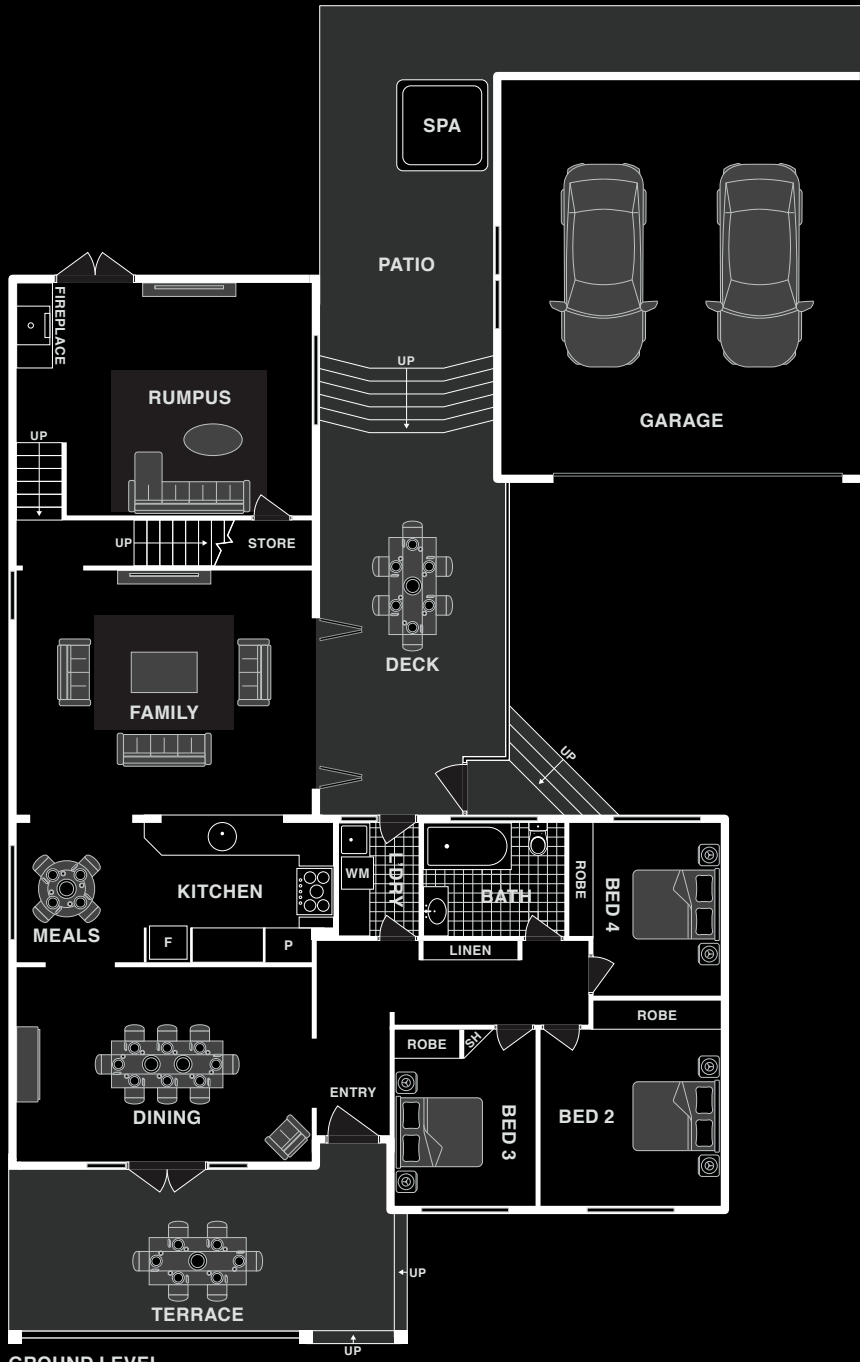 SPA
PATIO
FIREPLACE
UP
RUMPUS
GARAGE
UP
UP
STORE
DECK
FAMILY
UP
KITCHEN
WM
L'DRY
BATH
ROBE
BED 4
MEALS
F
P
LINEN
ROBE
ROBE
SH
ENTRY
DINING
BED 3
BED 2
UP
TERRACE
UP
GROUND LEVEL